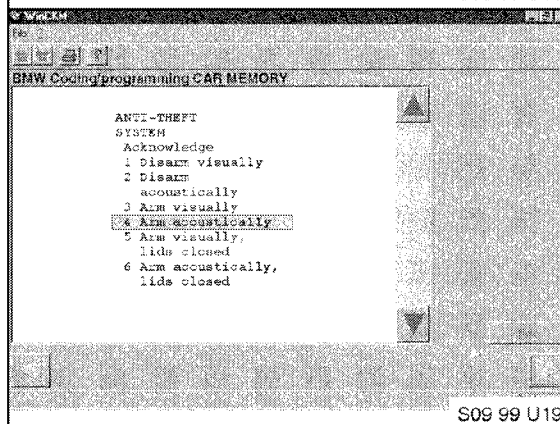 WinCKM
File ?
BMW Coding/programming CAR MEMORY
ANTI-THEFT
SYSTEM
Acknowledge
1 Disarm visually
2 Disarm
acoustically
3 Arm visually
4 Arm acoustically
5 Arm visually,
lids closed
6 Arm acoustically,
lids closed
S09 99 U19